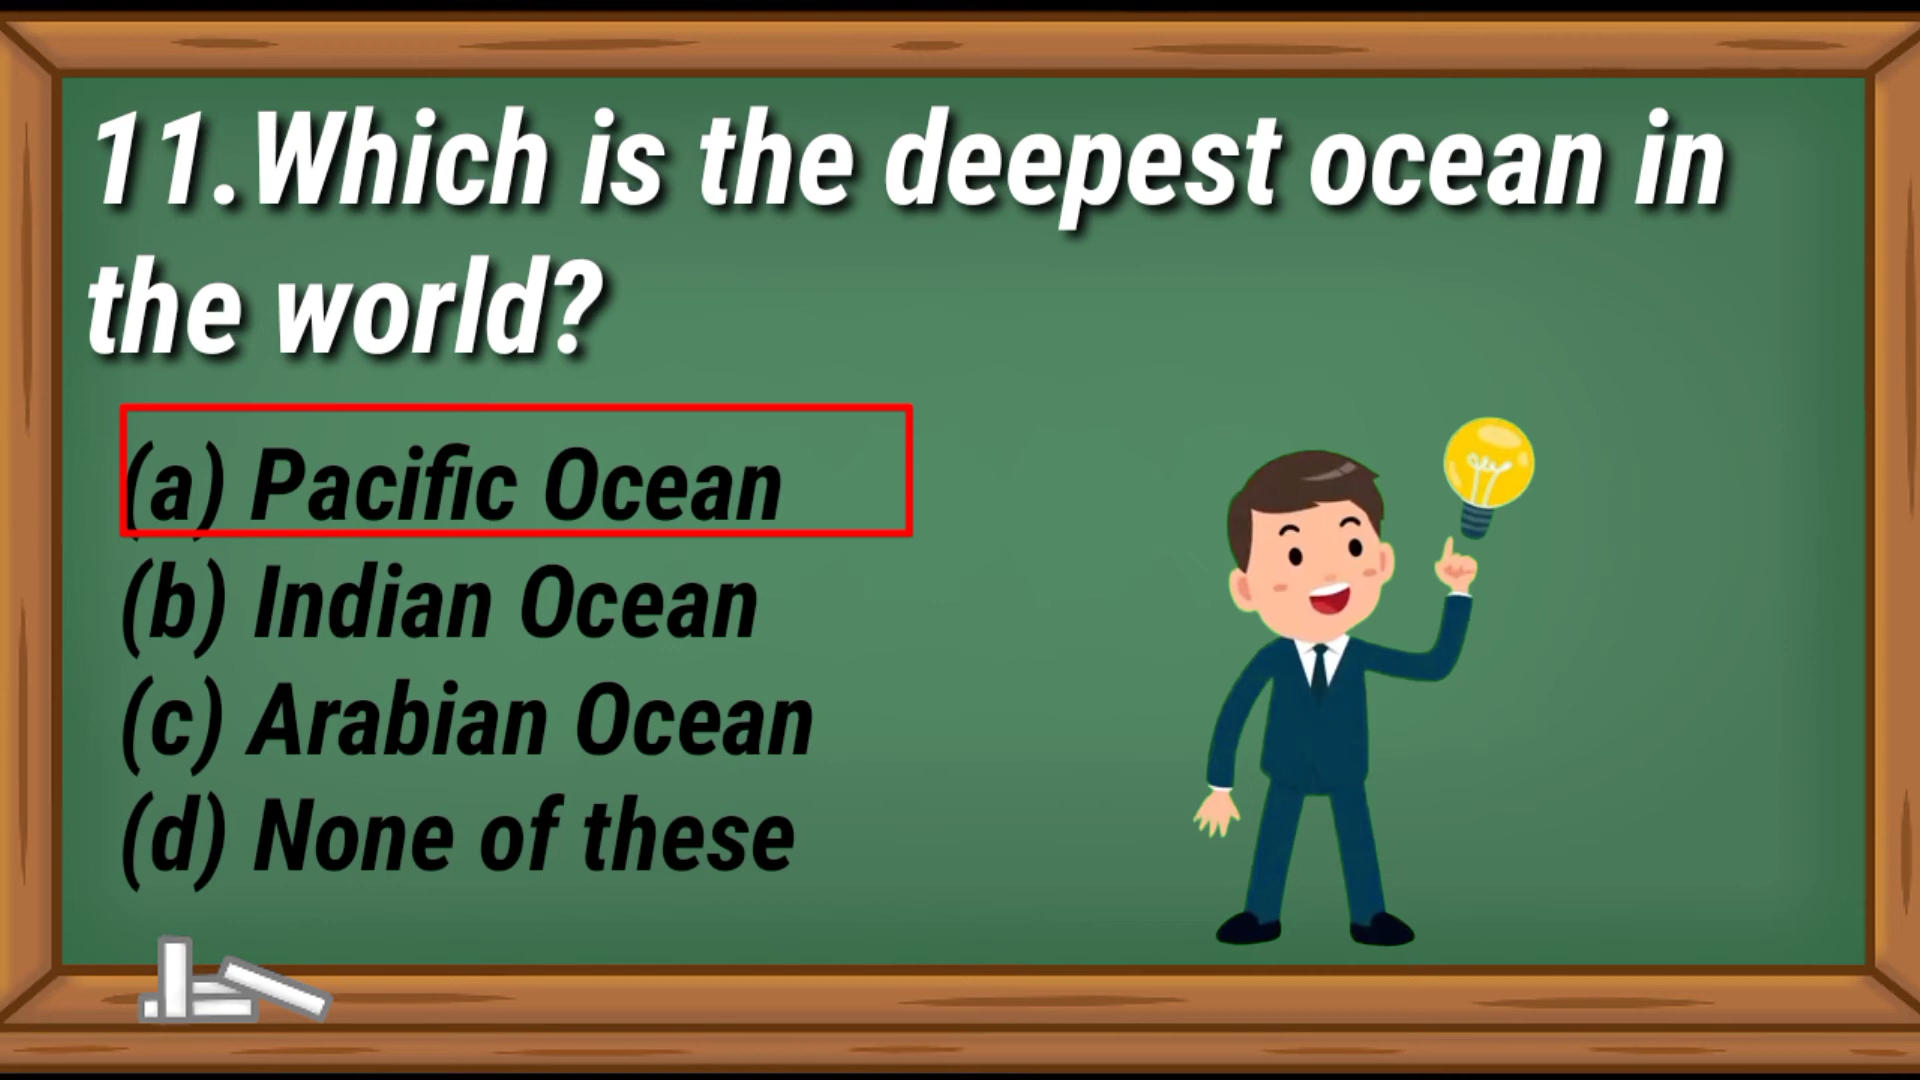 11.Which is the deepest ocean in
the world?
(a) Pacific Ocean
(b) Indian Ocean
(c) Arabian Ocean
(d) None of these